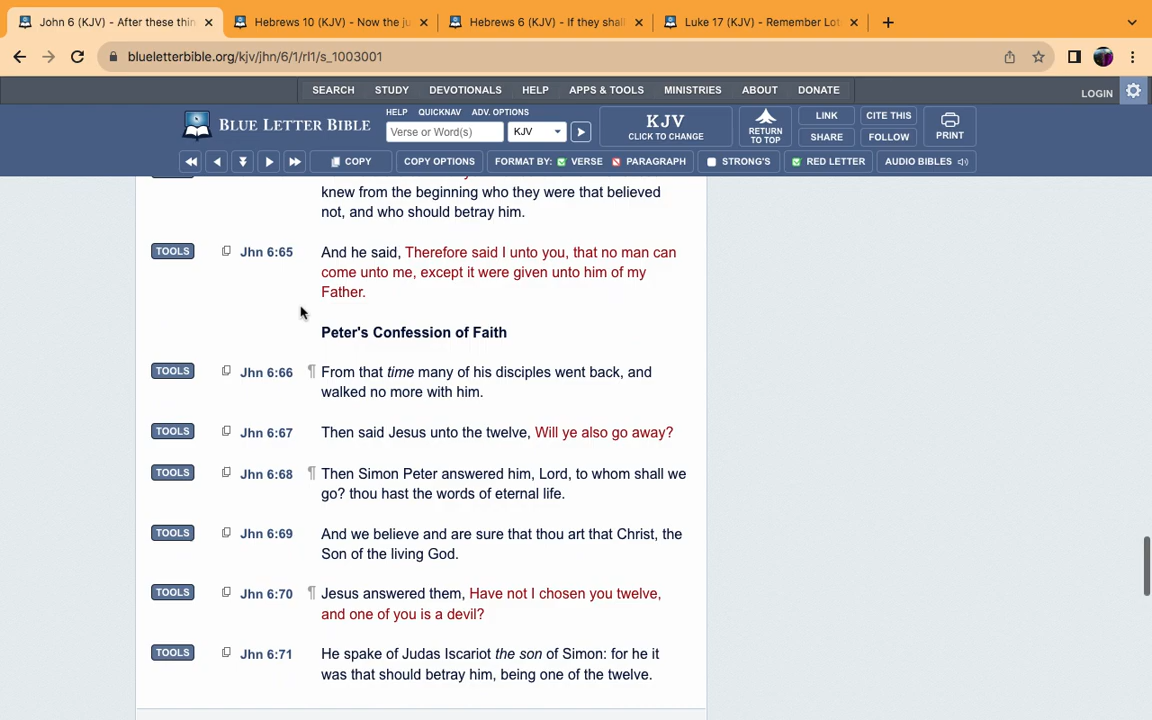 John 6 (KJV) - After these thin
Hebrews 10 (KJV) - Now the ju
Hebrews 6 (KJV) - If they shall
Luke 17 (KJV) - Remember Lot
blueletterbible.org/kjv/jhn/6/1/rl1/s_1003001
SEARCH STUDY DEVOTIONALS HELP APPS & TOOLS MINISTRIES ABOUT DONATE
LOGIN
BLUE LETTER BIBLE
HELP QUICKNAV ADV. OPTIONS
Verse or Word(s) KJV
KJV
CLICK TO CHANGE
RETURN
TO TOP
LINK CITE THIS
SHARE FOLLOW
PRINT
COPY COPY OPTIONS FORMAT BY: VERSE PARAGRAPH STRONG'S RED LETTER AUDIO BIBLES
knew from the beginning who they were that believed
not, and who should betray him.
TOOLS Jhn 6:65 And he said, Therefore said I unto you, that no man can
come unto me, except it were given unto him of my
Father.
Peter's Confession of Faith
TOOLS Jhn 6:66 ¶ From that time many of his disciples went back, and
walked no more with him.
TOOLS Jhn 6:67 Then said Jesus unto the twelve, Will ye also go away?
TOOLS Jhn 6:68 ¶ Then Simon Peter answered him, Lord, to whom shall we
go? thou hast the words of eternal life.
TOOLS Jhn 6:69 And we believe and are sure that thou art that Christ, the
Son of the living God.
TOOLS Jhn 6:70 ¶ Jesus answered them, Have not I chosen you twelve,
and one of you is a devil?
TOOLS Jhn 6:71 He spake of Judas Iscariot the son of Simon: for he it
was that should betray him, being one of the twelve.